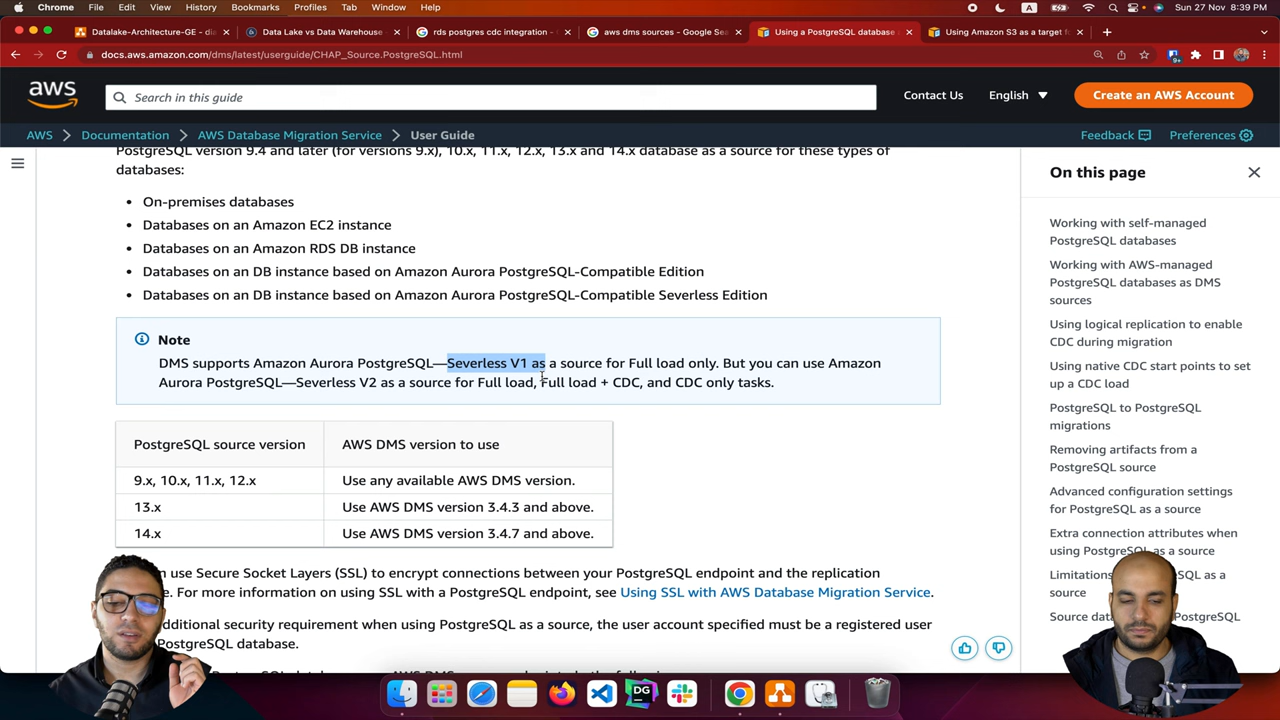 Chrome File Edit View History Bookmarks Profiles Tab Window Help Sun 27 Nov 8:39 PM
Datalake-Architecture-GE - dia
Data Lake vs Data Warehouse
rds postgres cdc integration -
aws dms sources - Google Sea
Using a PostgreSQL database
Using Amazon S3 as a target f
docs.aws.amazon.com/dms/latest/userguide/CHAP_Source.PostgreSQL.html
aws
Search in this guide
Contact Us
English
Create an AWS Account
AWS Documentation AWS Database Migration Service User Guide
Feedback
Preferences
PostgreSQL version 9.4 and later (for versions 9.x), 10.x, 11.x, 12.x, 13.x and 14.x database as a source for these types of
databases:
• On-premises databases
• Databases on an Amazon EC2 instance
• Databases on an Amazon RDS DB instance
• Databases on an DB instance based on Amazon Aurora PostgreSQL-Compatible Edition
• Databases on an DB instance based on Amazon Aurora PostgreSQL-Compatible Severless Edition
Note
DMS supports Amazon Aurora PostgreSQL—Severless V1 as a source for Full load only. But you can use Amazon
Aurora PostgreSQL—Severless V2 as a source for Full load, Full load + CDC, and CDC only tasks.
PostgreSQL source version AWS DMS version to use
9.x, 10.x, 11.x, 12.x Use any available AWS DMS version.
13.x Use AWS DMS version 3.4.3 and above.
14.x Use AWS DMS version 3.4.7 and above.
use Secure Socket Layers (SSL) to encrypt connections between your PostgreSQL endpoint and the replication
For more information on using SSL with a PostgreSQL endpoint, see Using SSL with AWS Database Migration Service.
additional security requirement when using PostgreSQL as a source, the user account specified must be a registered user
PostgreSQL database.
On this page
Working with self-managed
PostgreSQL databases
Working with AWS-managed
PostgreSQL databases as DMS
sources
Using logical replication to enable
CDC during migration
Using native CDC start points to set
up a CDC load
PostgreSQL to PostgreSQL
migrations
Removing artifacts from a
PostgreSQL source
Advanced configuration settings
for PostgreSQL as a source
Extra connection attributes when
using PostgreSQL as a source
as a
source
Source PostgreSQL
DG